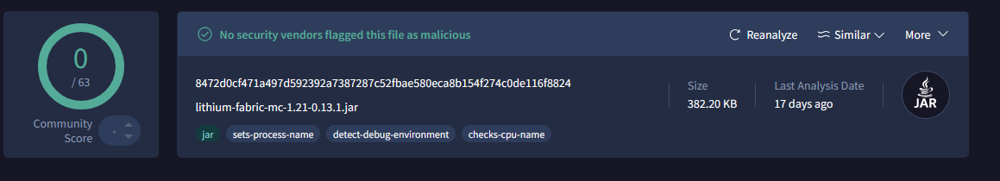 0
/ 63
Community
Score
No security vendors flagged this file as malicious
Reanalyze
Similar
More
8472d0cf471a497d592392a7387287c52fbae580eca8b154f274c0de116f8824
lithium-fabric-mc-1.21-0.13.1.jar
jar
sets-process-name
detect-debug-environment
checks-cpu-name
Size
382.20 KB
Last Analysis Date
17 days ago
JAR